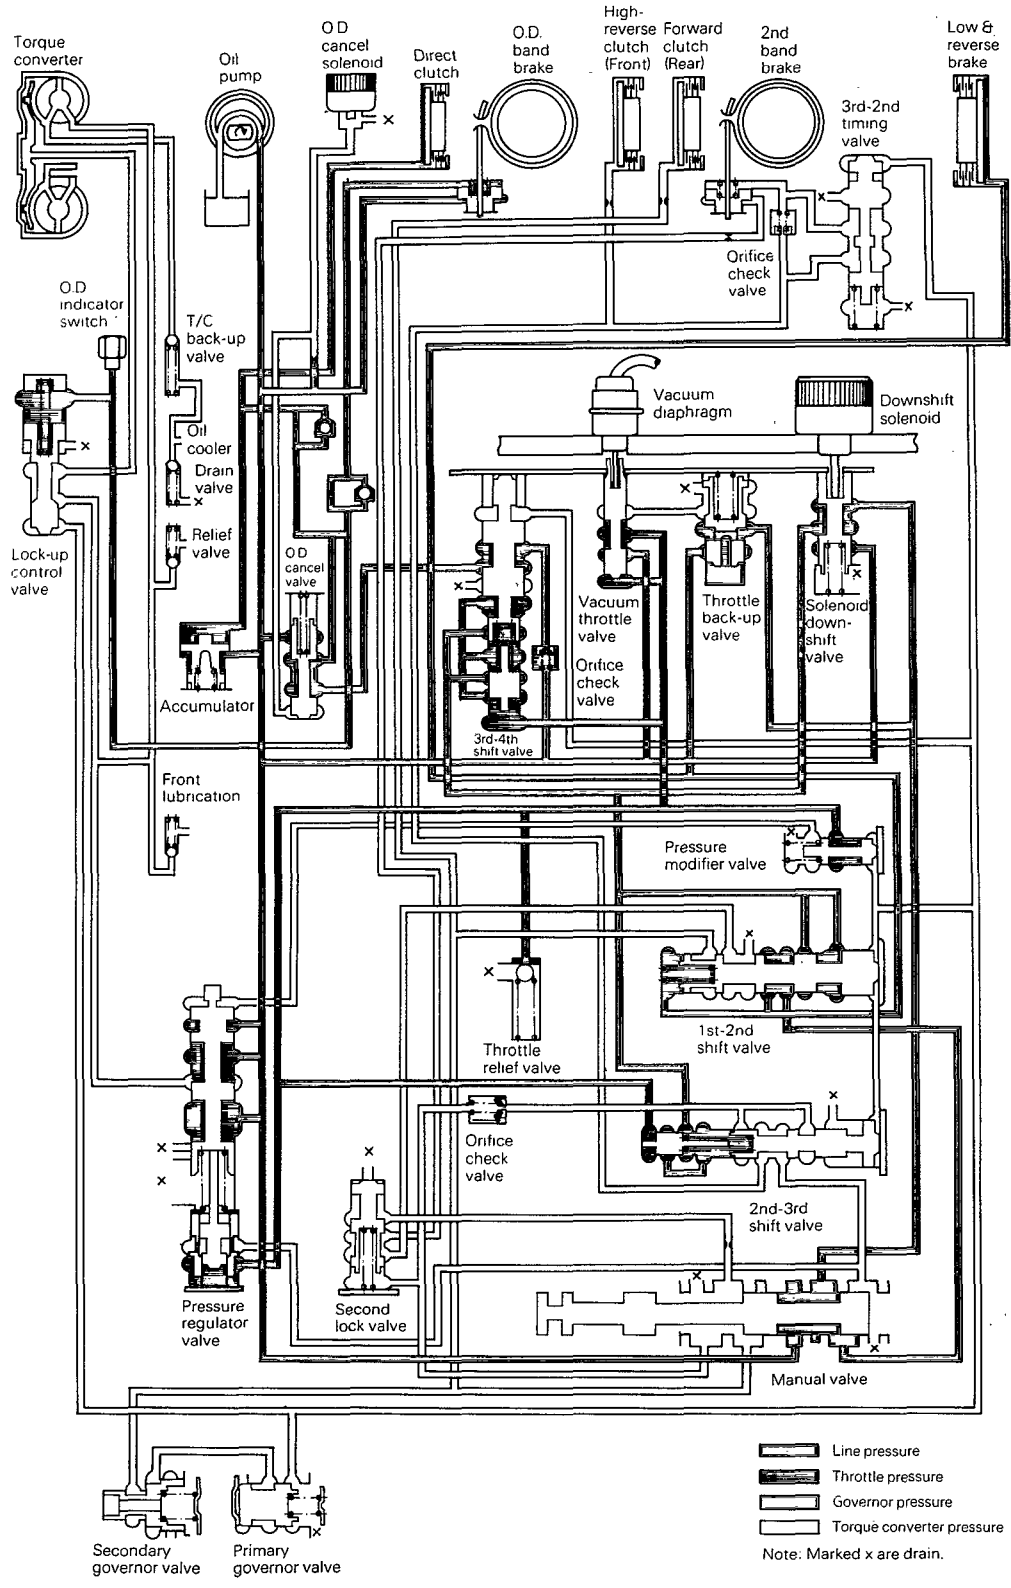 Torque
converter
Oil
pump
O D
cancel
solenoid
Direct
clutch
O.D.
band
brake
High-
reverse
clutch
(Front)
Forward
clutch
(Rear)
2nd
band
brake
Low &
reverse
brake
3rd-2nd
timing
valve
x
x
x
x
Orifice
check
valve
O.D
indicator
switch
T/C
back-up
valve
Vacuum
diaphragm
Downshift
solenoid
x
Oil
cooler
Drain
valve
x
Relief
valve
Lock-up
control
valve
O D
cancel
valve
x
x
x
Vacuum
throttle
valve
Throttle
back-up
valve
Solenoid
down-
shift
valve
Orifice
check
valve
Accumulator
3rd-4th
shift valve
Front
lubrication
x
Pressure
modifier valve
x
x
1st-2nd
shift valve
Throttle
relief valve
x
Orifice
check
valve
x
x
x
2nd-3rd
shift valve
x
Pressure
regulator
valve
Second
lock valve
x
Manual valve
Line pressure
Throttle pressure
Governor pressure
Torque converter pressure
Note: Marked x are drain.
x
Secondary
governor valve
Primary
governor valve